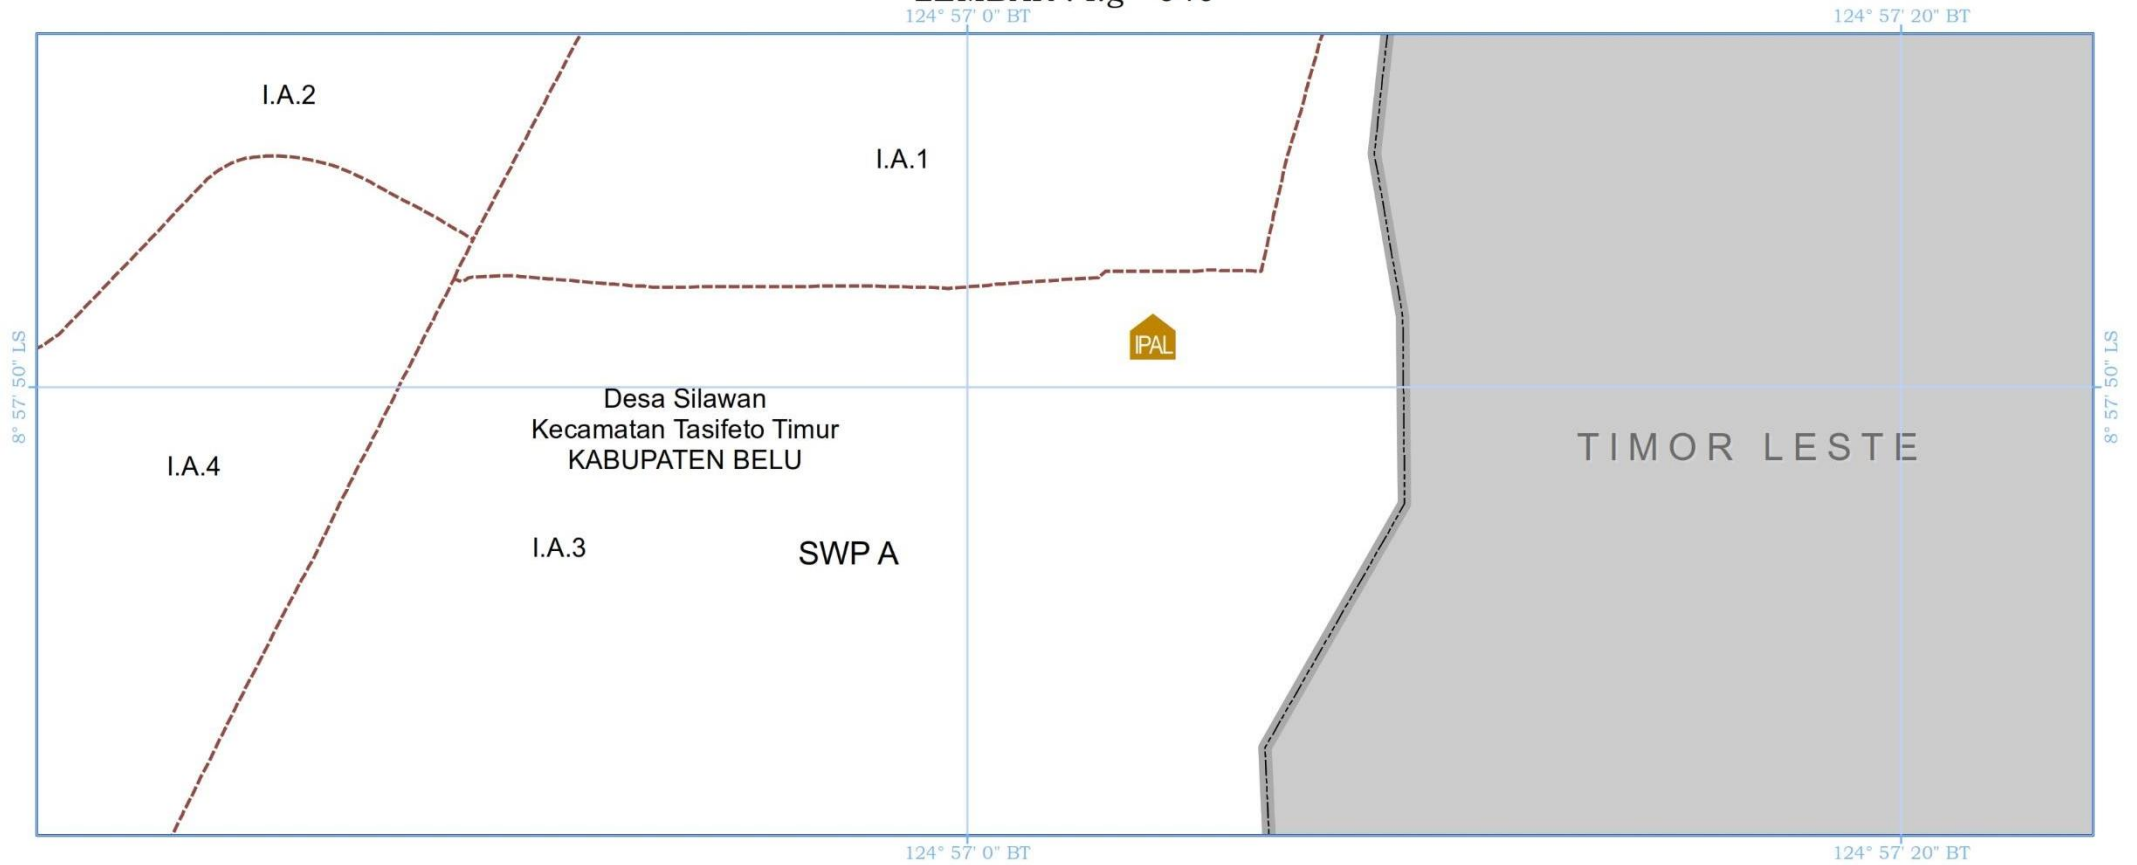 124° 57' 0" BT
124° 57' 20" BT
I.A.2
I.A.1
IPAL
8° 57' 50" LS
8° 57' 50" LS
Desa Silawan
Kecamatan Tasifeto Timur
KABUPATEN BELU
TIMOR LESTE
I.A.4
I.A.3
SWP A
124° 57' 0" BT
124° 57' 20" BT